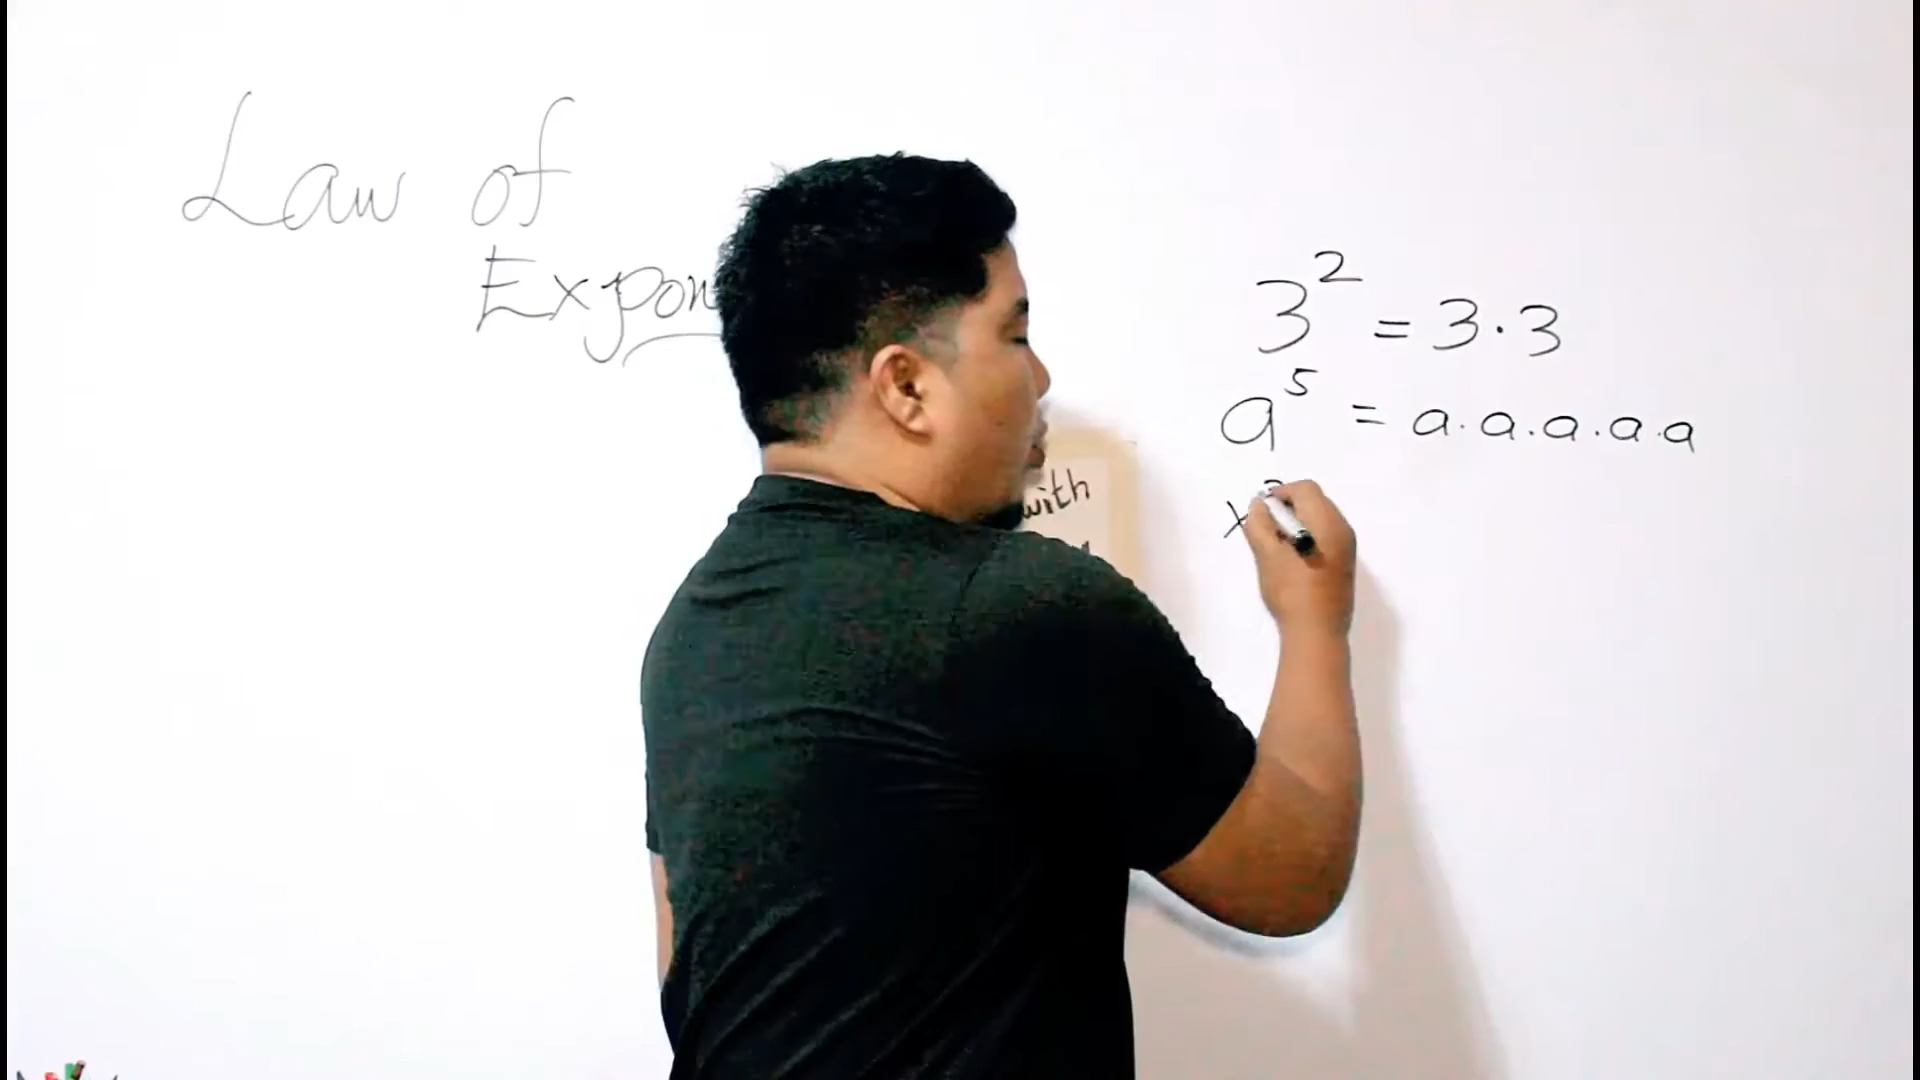 Law of
Expon
3² = 3·3
a⁵ = a·a·a·a·a
x
with